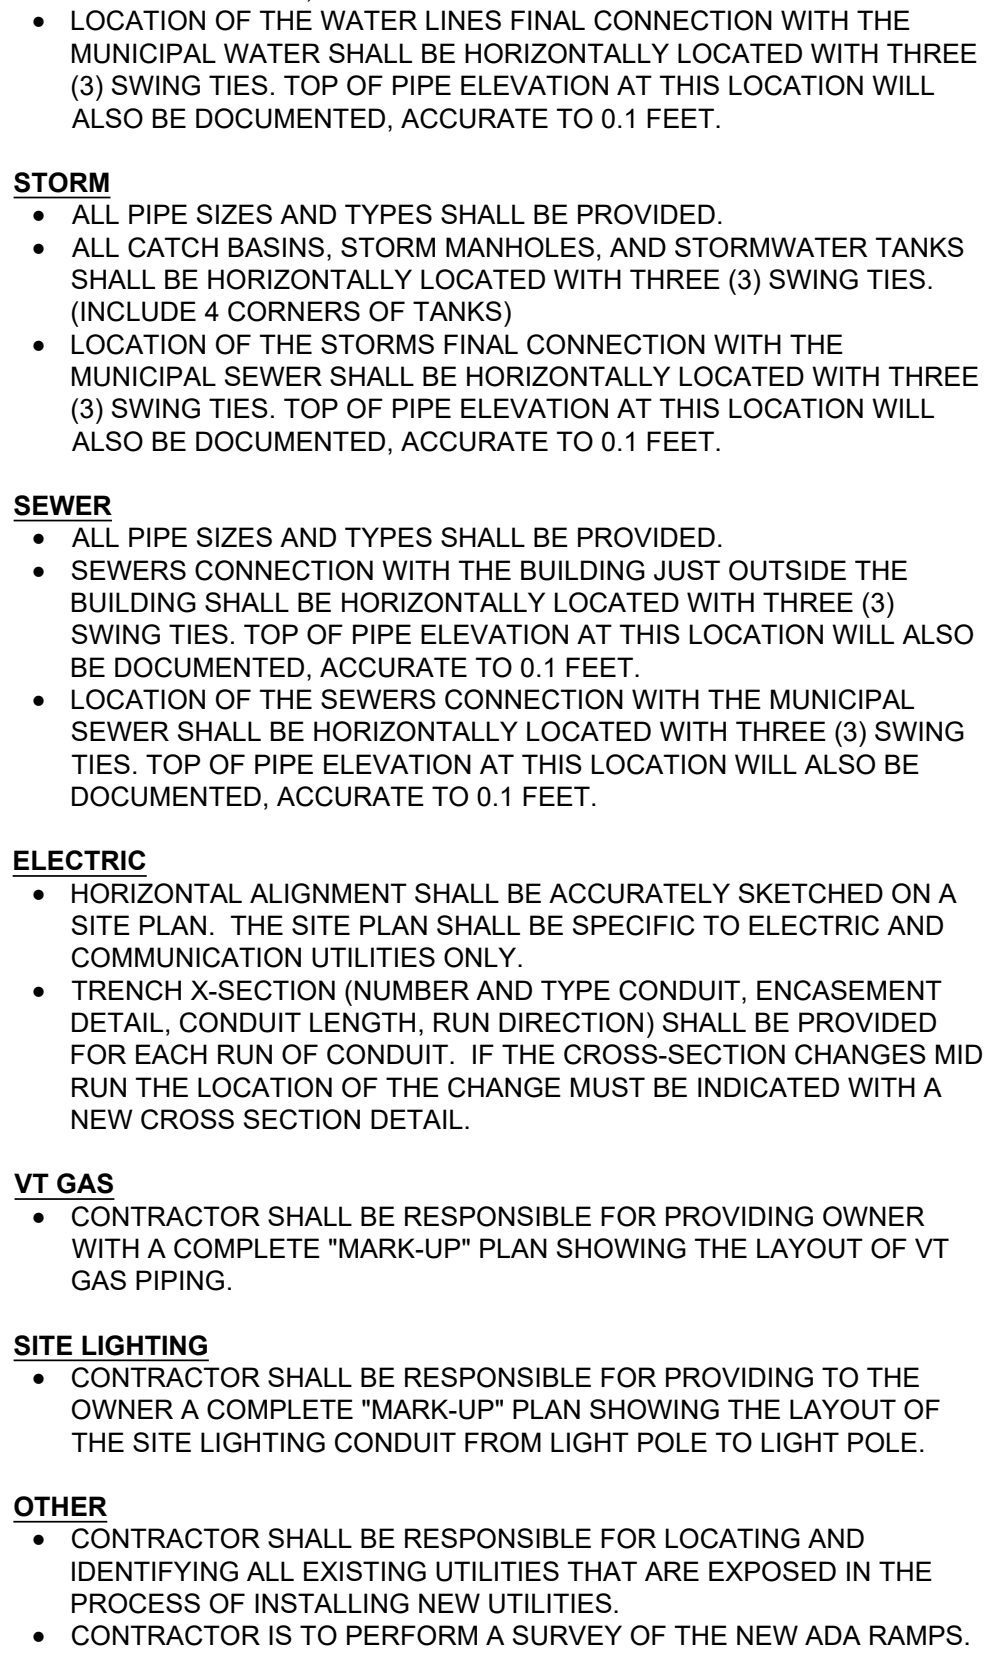 • LOCATION OF THE WATER LINES FINAL CONNECTION WITH THE
MUNICIPAL WATER SHALL BE HORIZONTALLY LOCATED WITH THREE
(3) SWING TIES. TOP OF PIPE ELEVATION AT THIS LOCATION WILL
ALSO BE DOCUMENTED, ACCURATE TO 0.1 FEET.
STORM
• ALL PIPE SIZES AND TYPES SHALL BE PROVIDED.
• ALL CATCH BASINS, STORM MANHOLES, AND STORMWATER TANKS
SHALL BE HORIZONTALLY LOCATED WITH THREE (3) SWING TIES.
(INCLUDE 4 CORNERS OF TANKS)
• LOCATION OF THE STORMS FINAL CONNECTION WITH THE
MUNICIPAL SEWER SHALL BE HORIZONTALLY LOCATED WITH THREE
(3) SWING TIES. TOP OF PIPE ELEVATION AT THIS LOCATION WILL
ALSO BE DOCUMENTED, ACCURATE TO 0.1 FEET.
SEWER
• ALL PIPE SIZES AND TYPES SHALL BE PROVIDED.
• SEWERS CONNECTION WITH THE BUILDING JUST OUTSIDE THE
BUILDING SHALL BE HORIZONTALLY LOCATED WITH THREE (3)
SWING TIES. TOP OF PIPE ELEVATION AT THIS LOCATION WILL ALSO
BE DOCUMENTED, ACCURATE TO 0.1 FEET.
• LOCATION OF THE SEWERS CONNECTION WITH THE MUNICIPAL
SEWER SHALL BE HORIZONTALLY LOCATED WITH THREE (3) SWING
TIES. TOP OF PIPE ELEVATION AT THIS LOCATION WILL ALSO BE
DOCUMENTED, ACCURATE TO 0.1 FEET.
ELECTRIC
• HORIZONTAL ALIGNMENT SHALL BE ACCURATELY SKETCHED ON A
SITE PLAN.  THE SITE PLAN SHALL BE SPECIFIC TO ELECTRIC AND
COMMUNICATION UTILITIES ONLY.
• TRENCH X-SECTION (NUMBER AND TYPE CONDUIT, ENCASEMENT
DETAIL, CONDUIT LENGTH, RUN DIRECTION) SHALL BE PROVIDED
FOR EACH RUN OF CONDUIT.  IF THE CROSS-SECTION CHANGES MID
RUN THE LOCATION OF THE CHANGE MUST BE INDICATED WITH A
NEW CROSS SECTION DETAIL.
VT GAS
• CONTRACTOR SHALL BE RESPONSIBLE FOR PROVIDING OWNER
WITH A COMPLETE "MARK-UP" PLAN SHOWING THE LAYOUT OF VT
GAS PIPING.
SITE LIGHTING
• CONTRACTOR SHALL BE RESPONSIBLE FOR PROVIDING TO THE
OWNER A COMPLETE "MARK-UP" PLAN SHOWING THE LAYOUT OF
THE SITE LIGHTING CONDUIT FROM LIGHT POLE TO LIGHT POLE.
OTHER
• CONTRACTOR SHALL BE RESPONSIBLE FOR LOCATING AND
IDENTIFYING ALL EXISTING UTILITIES THAT ARE EXPOSED IN THE
PROCESS OF INSTALLING NEW UTILITIES.
• CONTRACTOR IS TO PERFORM A SURVEY OF THE NEW ADA RAMPS.